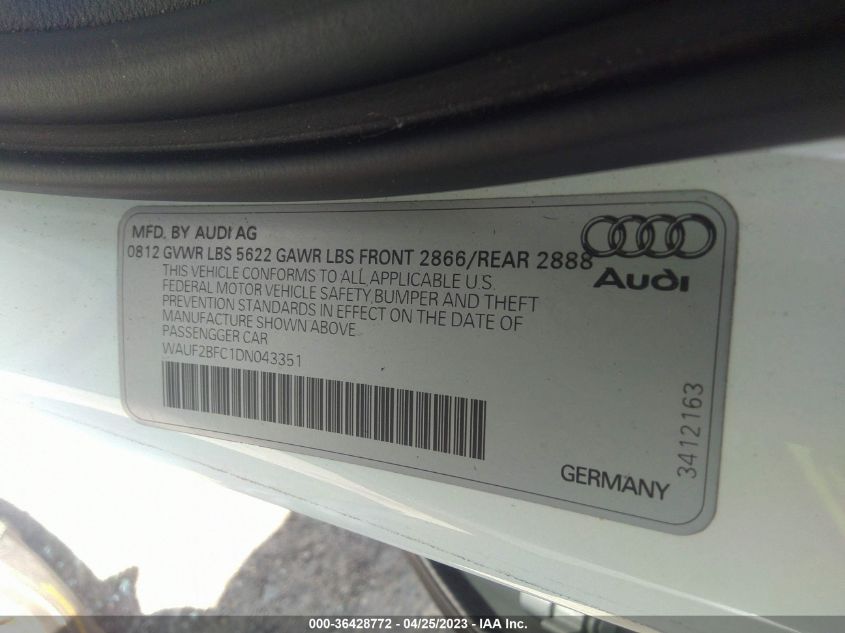 MFD. BY AUDI AG
0812 GVWR LBS 5622 GAWR LBS FRONT 2866/REAR 2888
THIS VEHICLE CONFORMS TO ALL APPLICABLE U.S.
FEDERAL MOTOR VEHICLE SAFETY,BUMPER AND THEFT
PREVENTION STANDARDS IN EFFECT ON THE DATE OF
MANUFACTURE SHOWN ABOVE.
PASSENGGER CAR
WAUF2BFC1DN043351
Audi
GERMANY
3412163
000-36428772 - 04/25/2023 - IAA Inc.